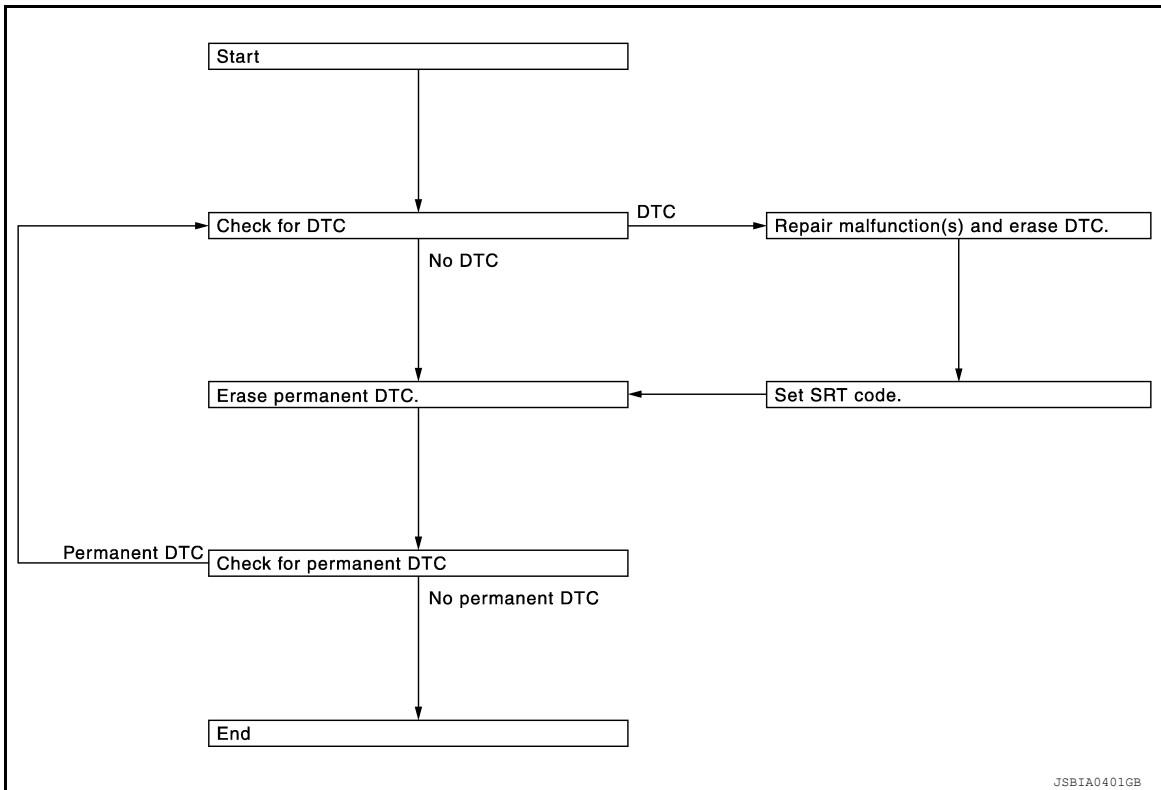 Start
Check for DTC
DTC
Repair malfunction(s) and erase DTC.
No DTC
Erase permanent DTC.
Set SRT code.
Permanent DTC
Check for permanent DTC
No permanent DTC
End
JSBIA0401GB